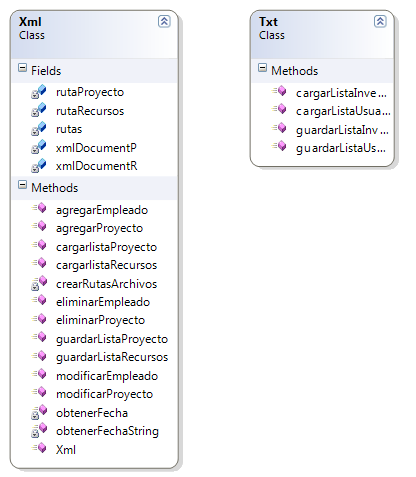 Xml
Class
Fields
rutaProyecto
rutaRecursos
rutas
xmlDocumentP
xmlDocumentR
Methods
agregarEmpleado
agregarProyecto
cargarlistaProyecto
cargarlistaRecursos
crearRutasArchivos
eliminarEmpleado
eliminarProyecto
guardarListaProyecto
guardarListaRecursos
modificarEmpleado
modificarProyecto
obtenerFecha
obtenerFechaString
Xml
Txt
Class
Methods
cargarListaInve...
cargarListaUsua...
guardarListaInv...
guardarListaUs...